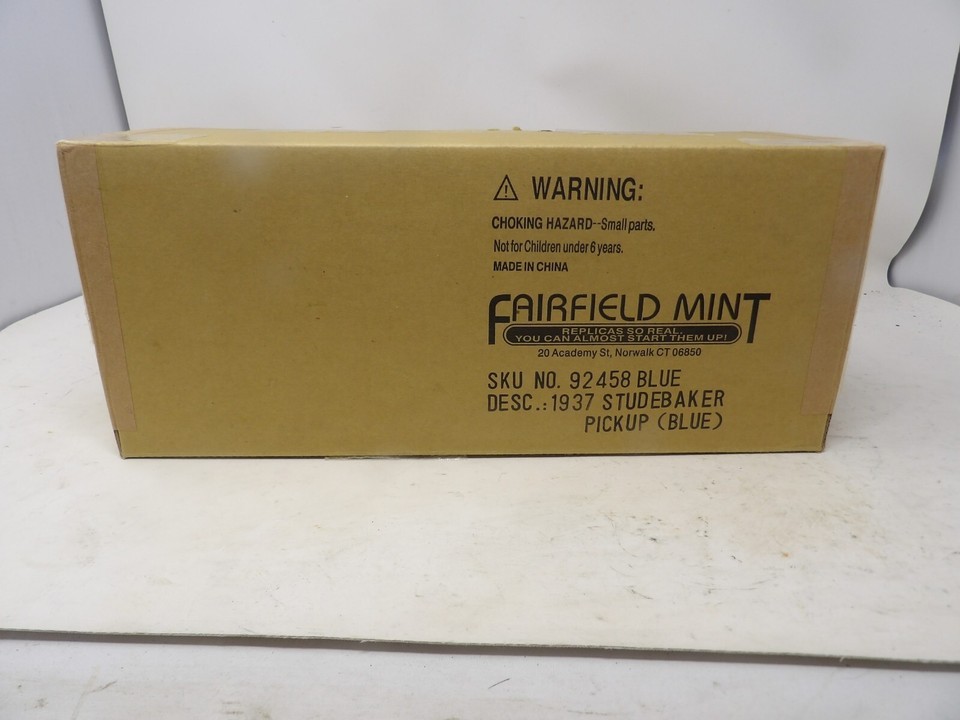 WARNING:
CHOKING HAZARD--Small parts.
Not for Children under 6 years.
MADE IN CHINA
FAIRFIELD MINT
REPLICAS SO REAL.
YOU CAN ALMOST START THEM UP!
20 Academy St, Norwalk CT 06850
SKU NO. 92458 BLUE
DESC.:1937 STUDEBAKER
PICKUP (BLUE)